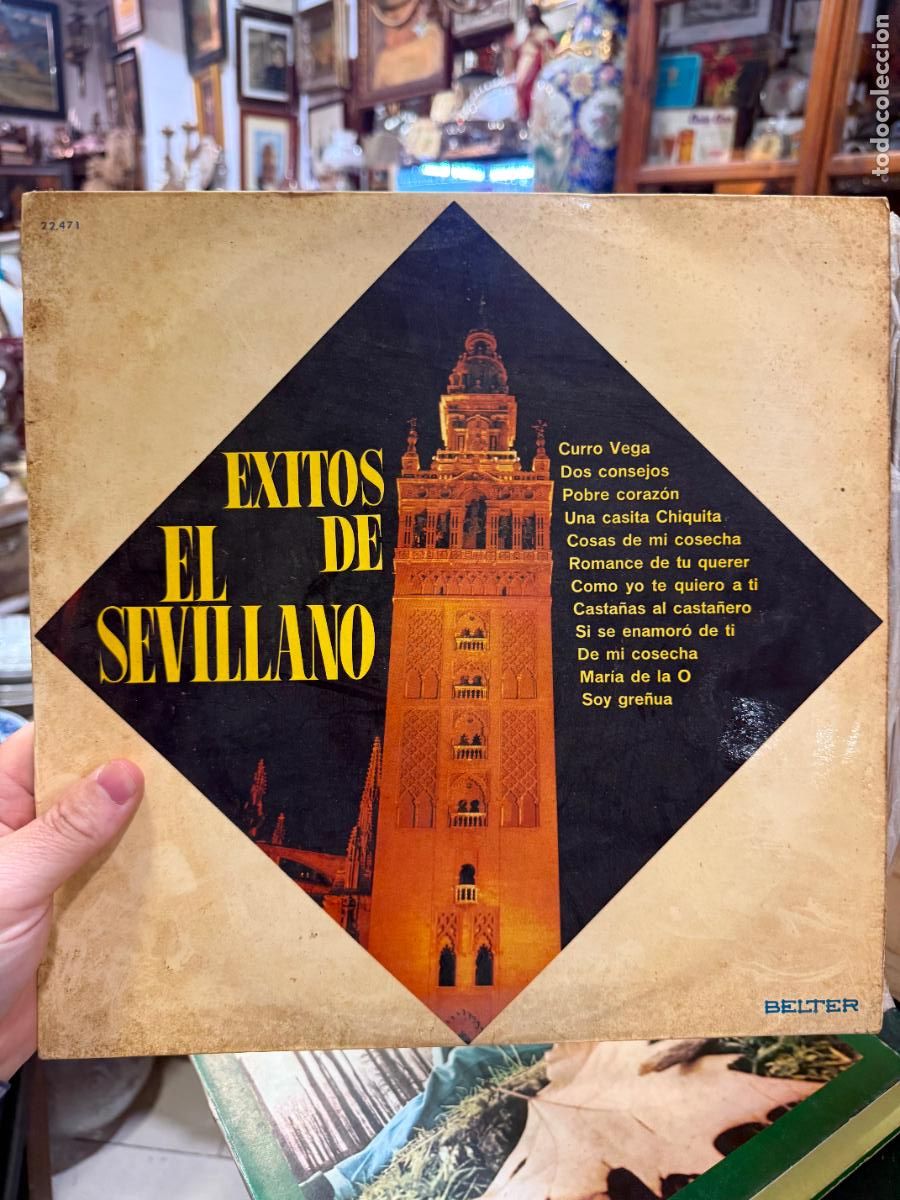 22.471
EXITOS
DE
EL
SEVILLANO
Curro Vega
Dos consejos
Pobre corazón
Una casita Chiquita
Cosas de mi cosecha
Romance de tu querer
Como yo te quiero a ti
Castañas al castañero
Si se enamoró de ti
De mi cosecha
María de la O
Soy greñua
BELTER
todocoleccion